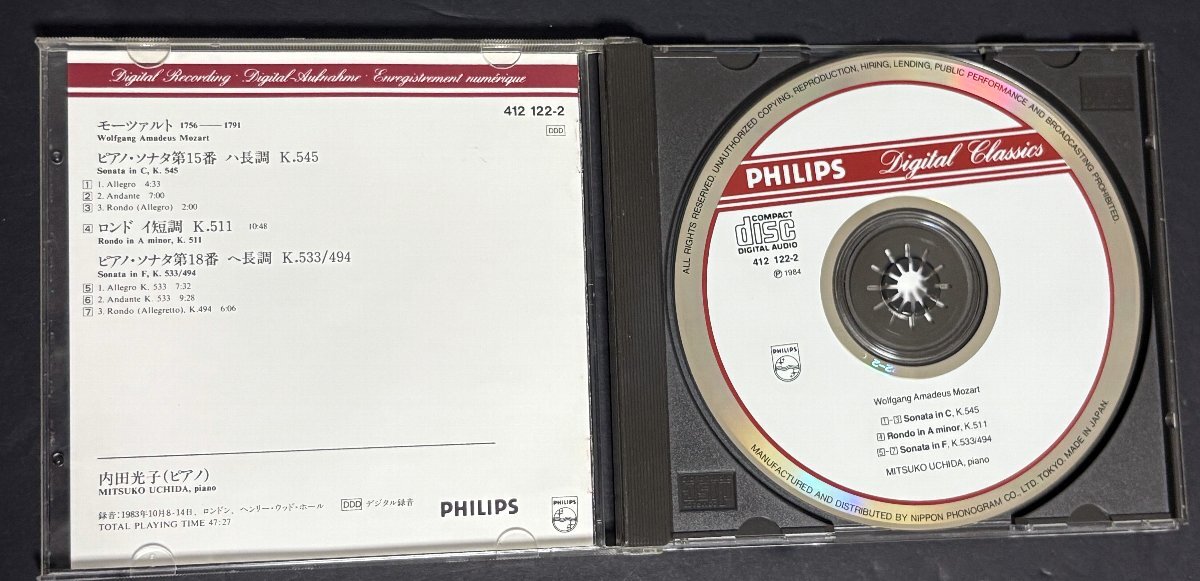 Digital Recording · Digital-Aufnahme · Enregistrement numérique
412 122-2
DDD
モーツァルト 1756——1791
Wolfgang Amadeus Mozart
ピアノ・ソナタ第15番 ハ長調 K.545
Sonata in C, K. 545
1 1. Allegro 4:33
2 2. Andante 7:00
3 3. Rondo (Allegro) 2:00
4 ロンド イ短調 K.511 10:48
Rondo in A minor, K. 511
ピアノ・ソナタ第18番 ヘ長調 K.533/494
Sonata in F, K. 533/494
5 1. Allegro K. 533 7:32
6 2. Andante K. 533 9:28
7 3. Rondo (Allegretto), K.494 6:06
内田光子(ピアノ)
MITSUKO UCHIDA, piano
録音:1983年10月8-14日、ロンドン、ヘンリー・ウッド・ホール
DDD デジタル録音
TOTAL PLAYING TIME 47:27
PHILIPS
PHILIPS
ALL RIGHTS RESERVED. UNAUTHORIZED COPYING, REPRODUCTION, HIRING, LENDING, PUBLIC PERFORMANCE AND BROADCASTING PROHIBITED.
PHILIPS Digital Classics
COMPACT
disc
DIGITAL AUDIO
412 122-2
℗ 1984
PHILIPS
Wolfgang Amadeus Mozart
1-3 Sonata in C, K.545
4 Rondo in A minor, K.511
5-7 Sonata in F, K.533/494
MITSUKO UCHIDA, piano
MANUFACTURED AND DISTRIBUTED BY NIPPON PHONOGRAM CO., LTD. TOKYO. MADE IN JAPAN.